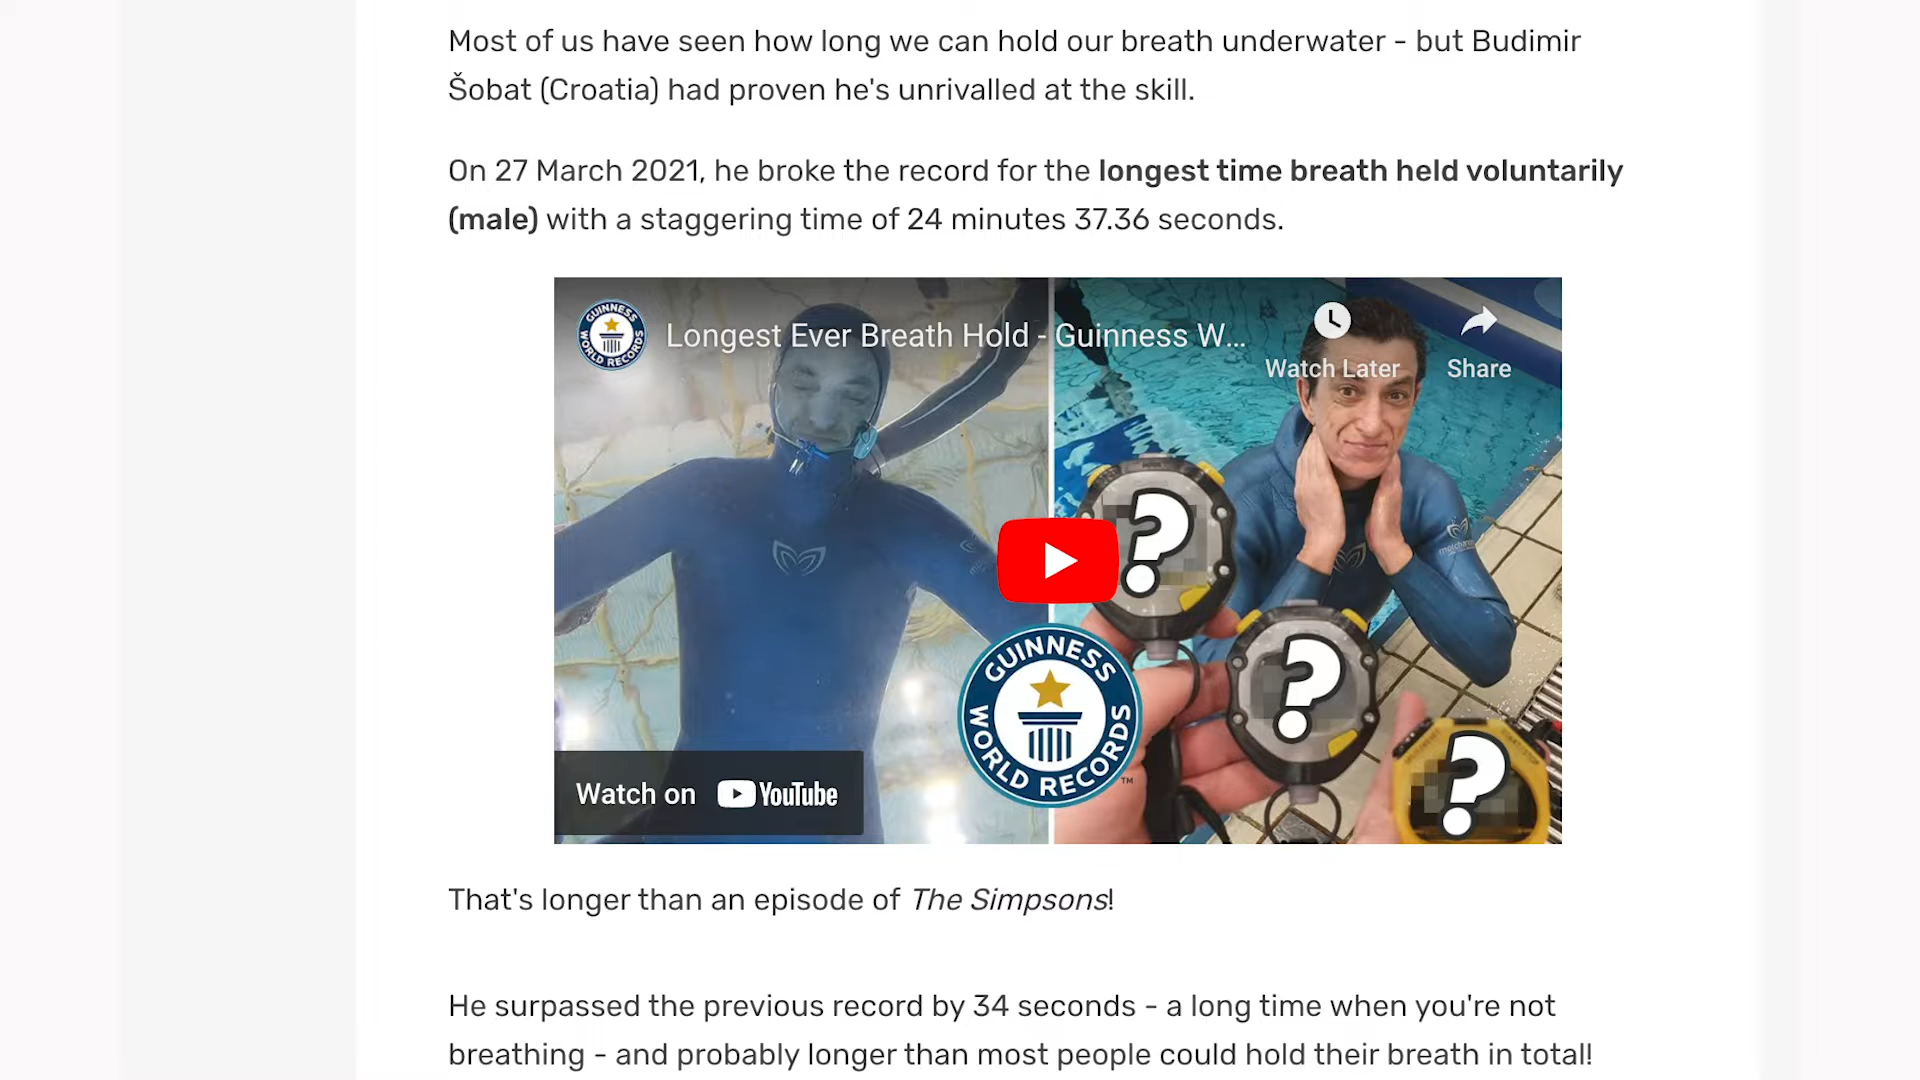 Most of us have seen how long we can hold our breath underwater - but Budimir
Šobat (Croatia) had proven he's unrivalled at the skill.
On 27 March 2021, he broke the record for the longest time breath held voluntarily
(male) with a staggering time of 24 minutes 37.36 seconds.
GUINNESS WORLD RECORDS
Longest Ever Breath Hold - Guinness W...
Watch Later
Share
?
?
?
GUINNESS WORLD RECORDS™
Watch on YouTube
That's longer than an episode of The Simpsons!
He surpassed the previous record by 34 seconds - a long time when you're not
breathing - and probably longer than most people could hold their breath in total!